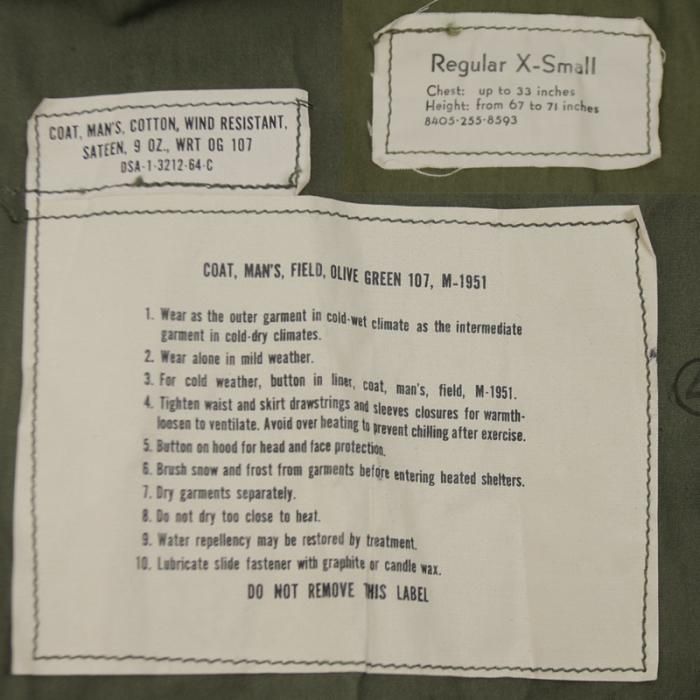 COAT, MAN'S, COTTON, WIND RESISTANT,
SATEEN, 9 OZ., WRT OG 107
DSA-1-3212-64-C
Regular X-Small
Chest: up to 33 inches
Height: from 67 to 71 inches
8405-255-8593
COAT, MAN'S, FIELD, OLIVE GREEN 107, M-1951
1. Wear as the outer garment in cold-wet climate as the intermediate
garment in cold-dry climates.
2. Wear alone in mild weather.
3. For cold weather, button in liner, coat, man's, field, M-1951.
4. Tighten waist and skirt drawstrings and sleeves closures for warmth-
loosen to ventilate. Avoid over heating to prevent chilling after exercise.
5. Button on hood for head and face protection.
6. Brush snow and frost from garments before entering heated shelters.
7. Dry garments separately.
8. Do not dry too close to heat.
9. Water repellency may be restored by treatment.
10. Lubricate slide fastener with graphite or candle wax.
DO NOT REMOVE THIS LABEL